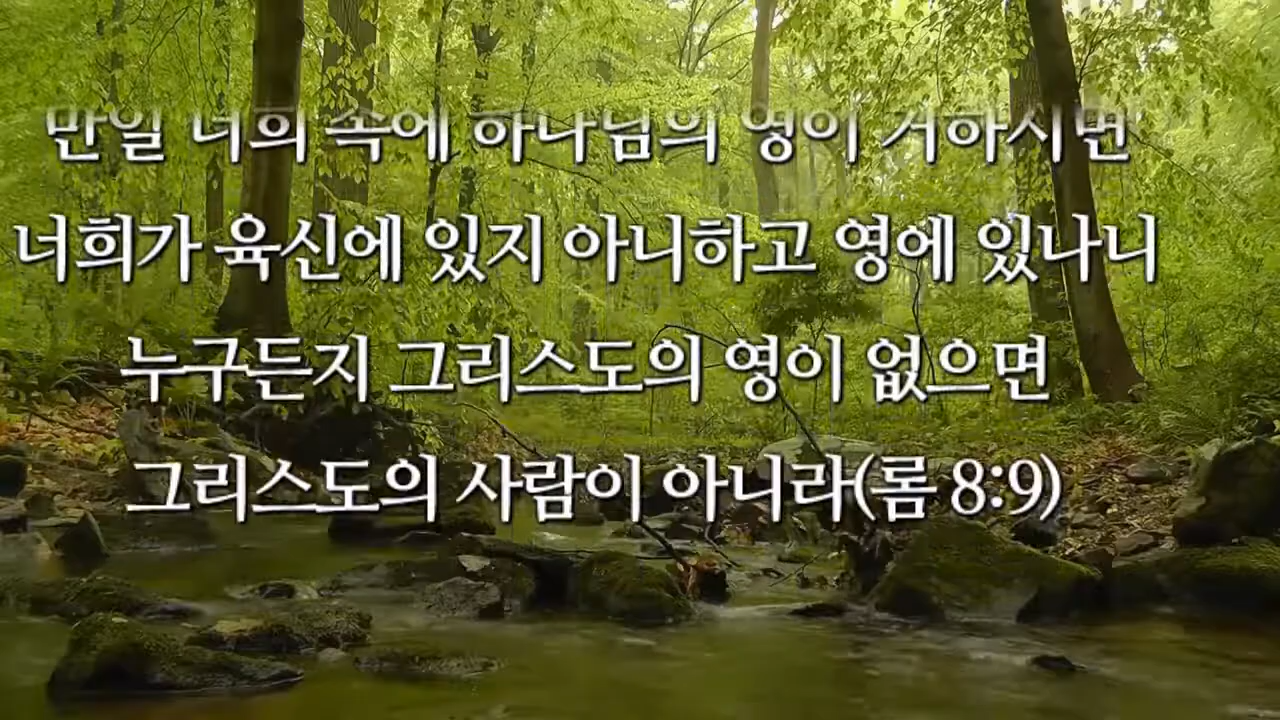 만일 너희 속에 하나님의 영이 거하시면
너희가 육신에 있지 아니하고 영에 있나니
누구든지 그리스도의 영이 없으면
그리스도의 사람이 아니라(롬 8:9)